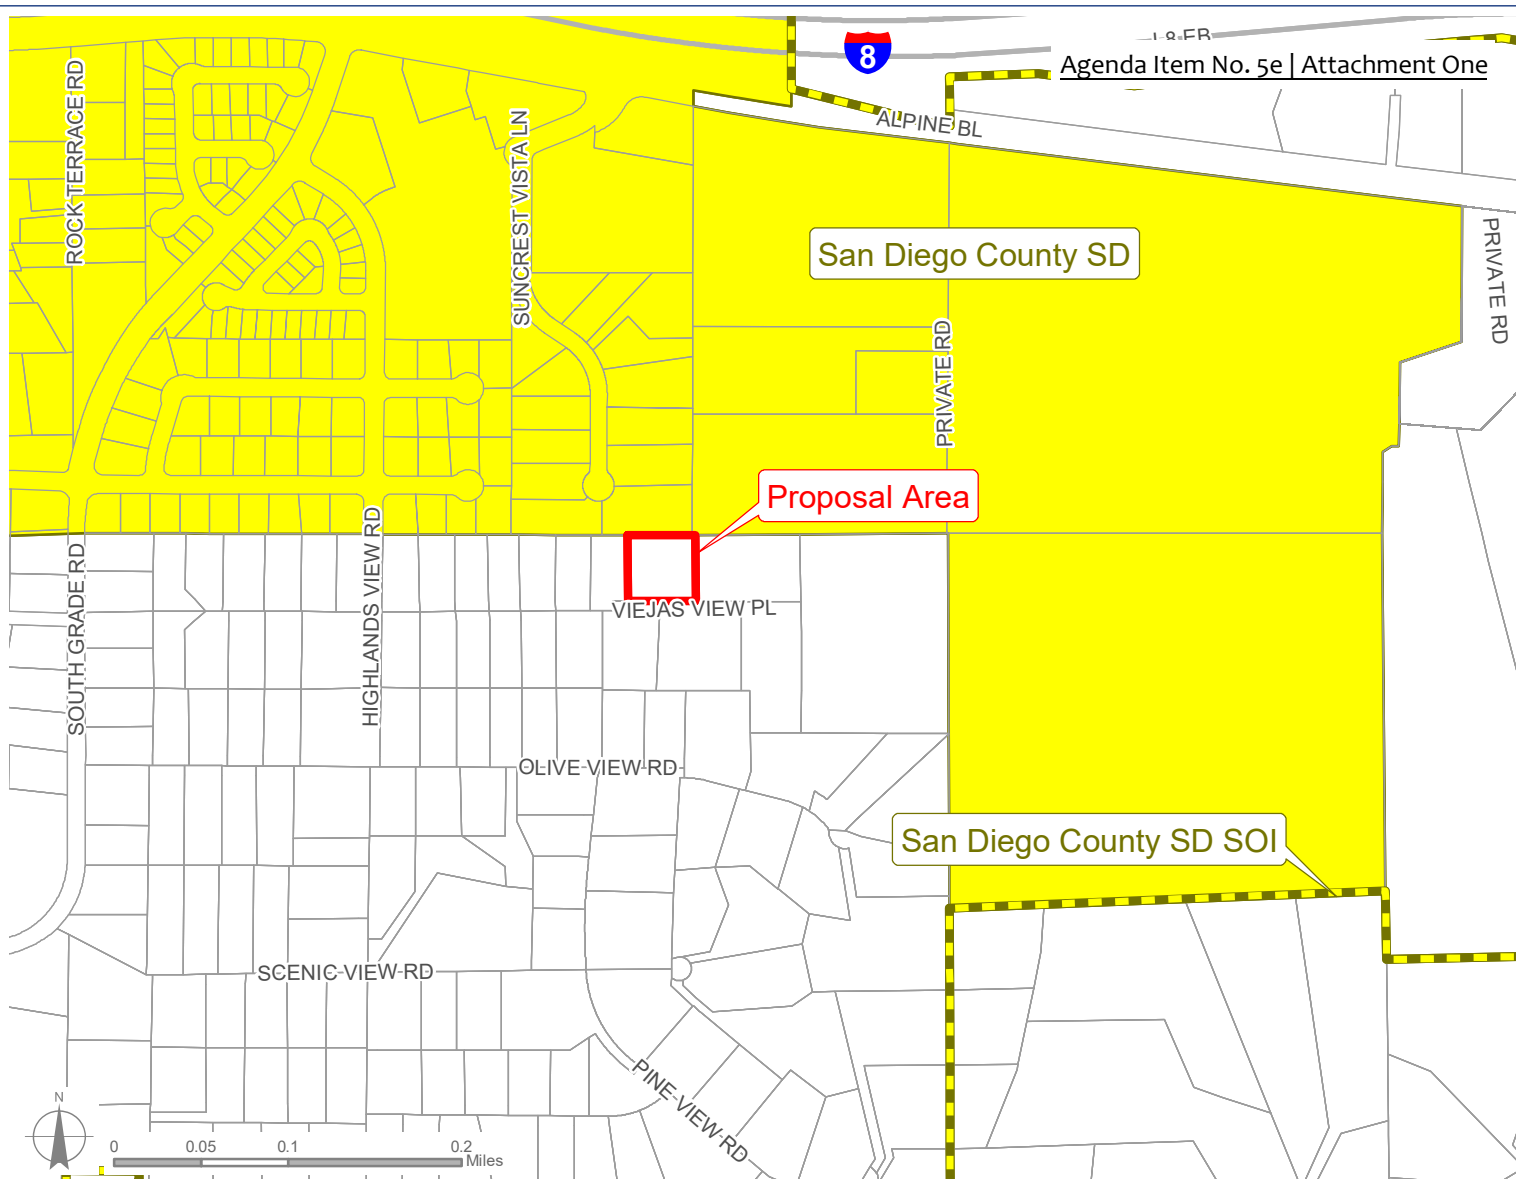 I-8 EB
8
Agenda Item No. 5e | Attachment One
ALPINE BL
ROCK TERRACE RD
SUNCREST VISTA LN
San Diego County SD
PRIVATE RD
PRIVATE RD
Proposal Area
HIGHLANDS VIEW RD
SOUTH GRADE RD
VIEJAS VIEW PL
OLIVE VIEW RD
San Diego County SD SOI
SCENIC VIEW RD
PINE VIEW RD
N
0 0.05 0.1 0.2
Miles